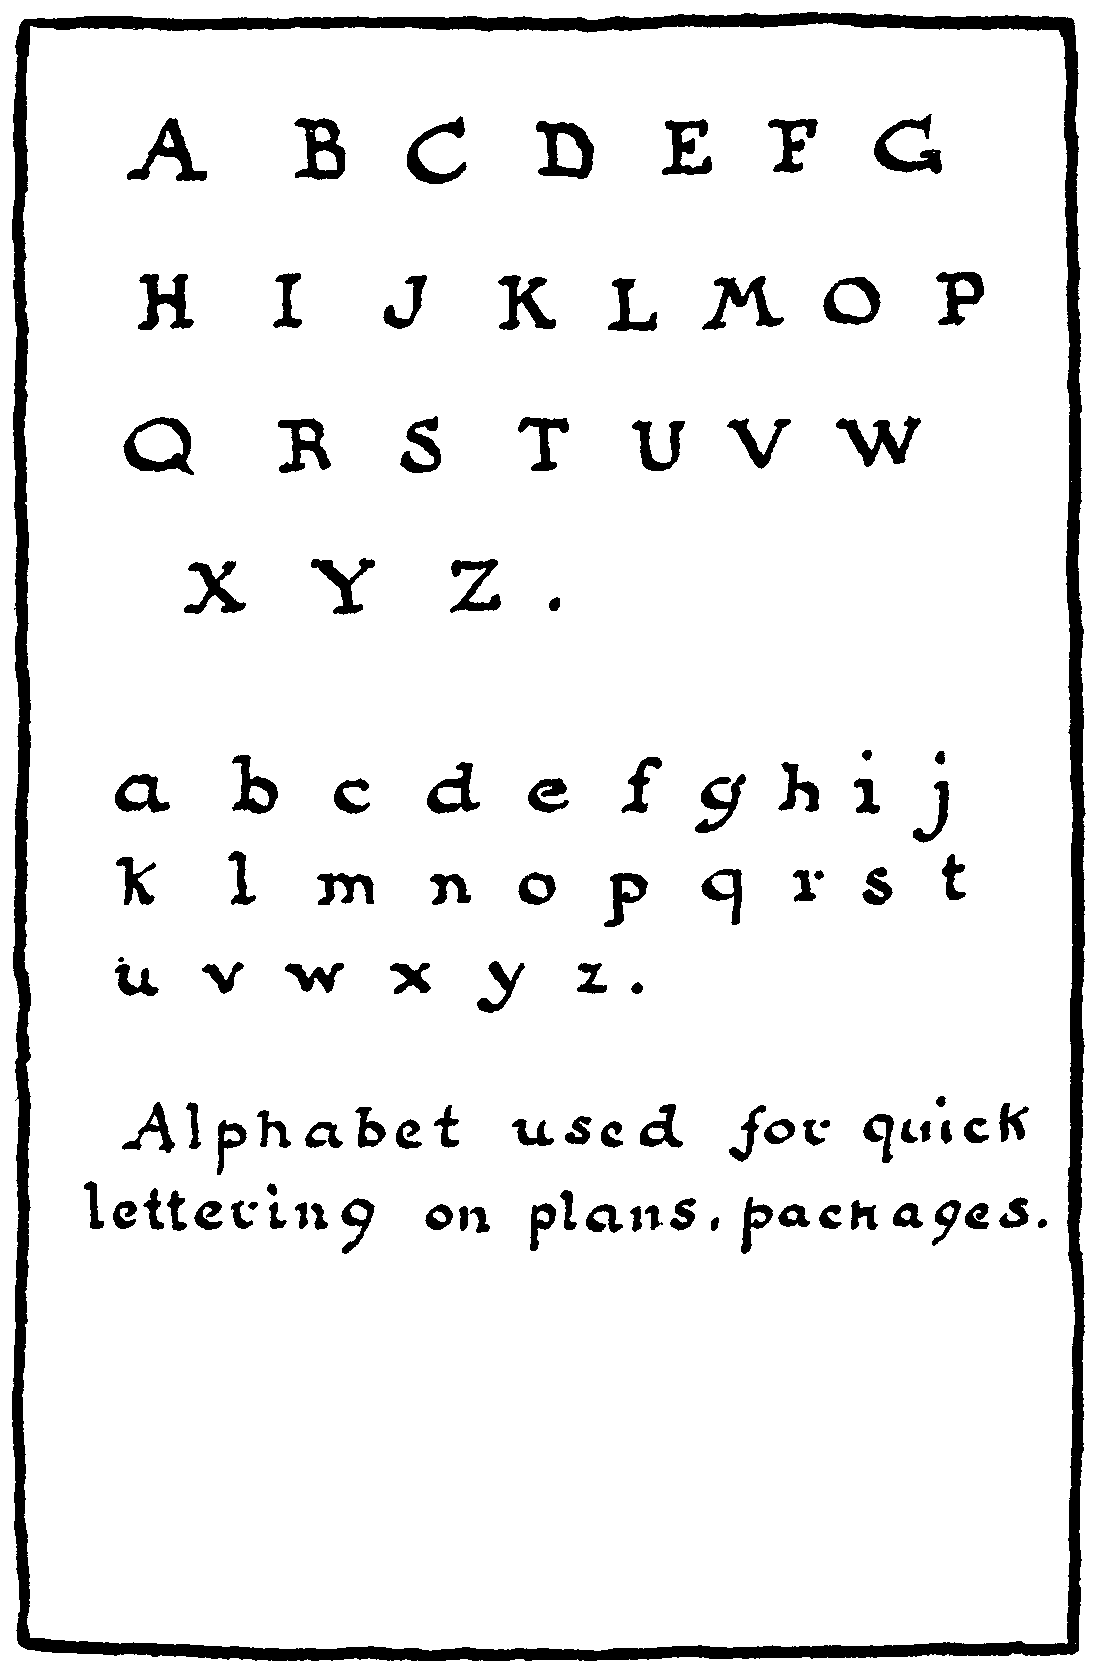 A B C D E F G
H I J K L M O P
Q R S T U V W
X Y Z .
a b c d e f g h i j
k l m n o p q r s t
u v w x y z .
Alphabet used for quick
lettering on plans, packages.